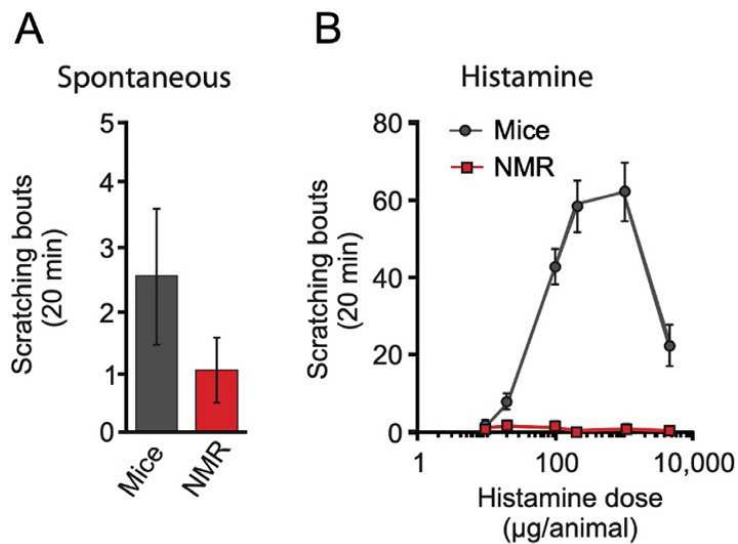 A
Spontaneous
Scratching bouts
(20 min)
5
4
3
2
1
0
Mice
NMR
B
Histamine
Mice
NMR
Scratching bouts
(20 min)
80
60
40
20
0
1
100
10,000
Histamine dose
(µg/animal)